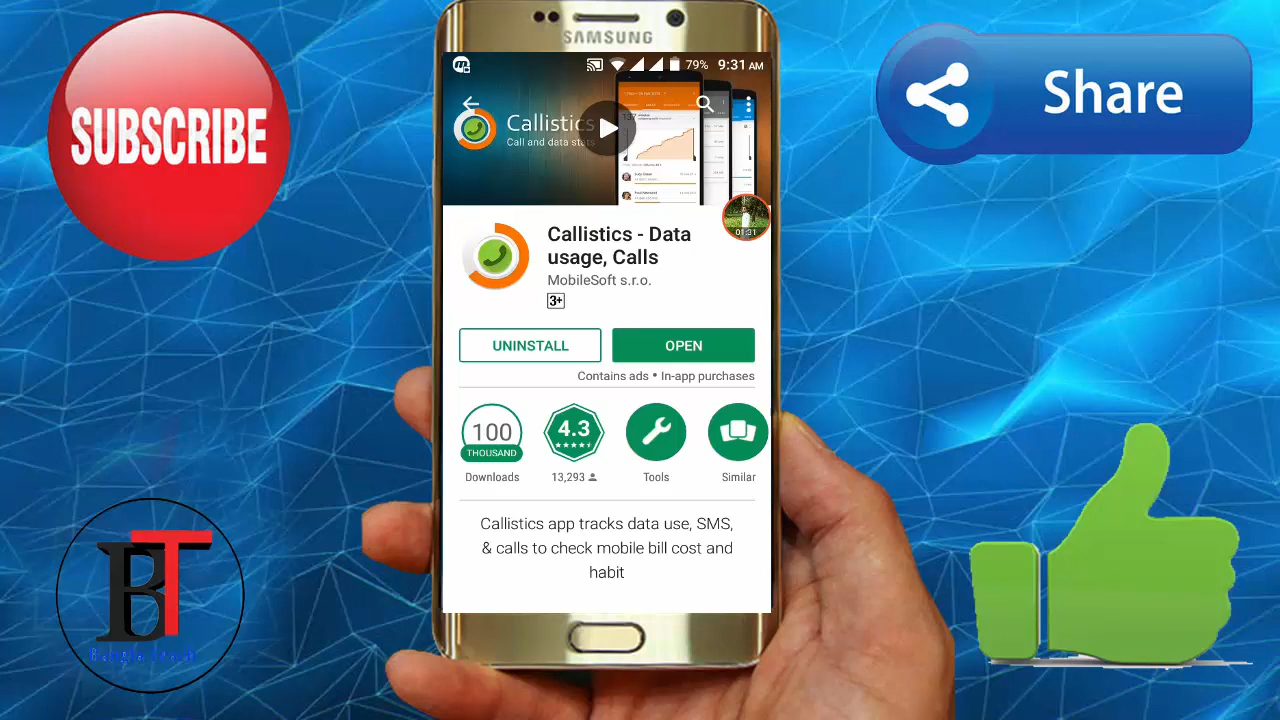 SUBSCRIBE
Share
SAMSUNG
79% 9:31 AM
Callistics
Call and data stats
01:31
Callistics - Data
usage, Calls
MobileSoft s.r.o.
3+
UNINSTALL
OPEN
Contains ads • In-app purchases
100
THOUSAND
4.3
Downloads
13,293
Tools
Similar
Callistics app tracks data use, SMS,
& calls to check mobile bill cost and
habit
BT